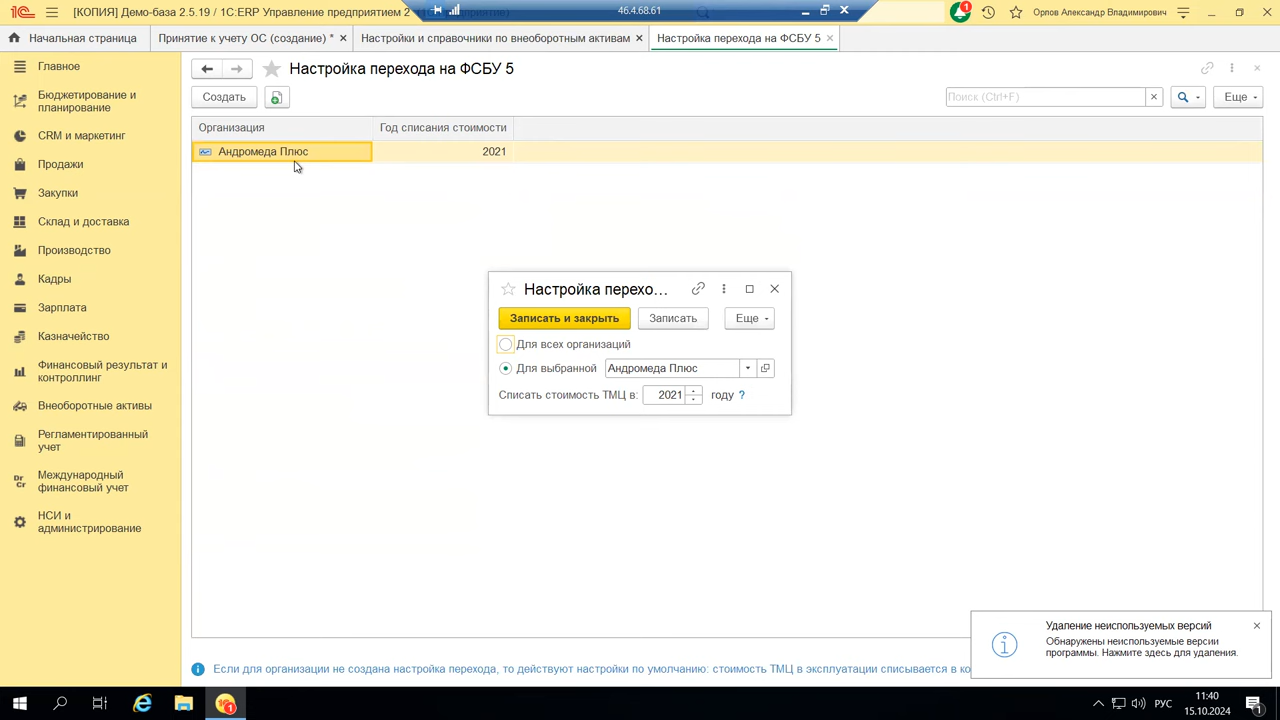 [КОПИЯ] Демо-база 2.5.19 / 1С:ERP Управление предприятием 2
46.4.68.61
Орлов Александр Владимирович
Начальная страница
Принятие к учету ОС (создание) * ×
Настройки и справочники по внеоборотным активам ×
Настройка перехода на ФСБУ 5 ×
Главное
Бюджетирование и
планирование
CRM и маркетинг
Продажи
Закупки
Склад и доставка
Производство
Кадры
Зарплата
Казначейство
Финансовый результат и
контроллинг
Внеоборотные активы
Регламентированный
учет
Международный
финансовый учет
НСИ и
администрирование
Настройка перехода на ФСБУ 5
Создать
Поиск (Ctrl+F)
Еще
Организация
Год списания стоимости
Андромеда Плюс
2021
Настройка перехо...
Записать и закрыть
Записать
Еще
Для всех организаций
Для выбранной
Андромеда Плюс
Списать стоимость ТМЦ в:
2021
году ?
Если для организации не создана настройка перехода, то действуют настройки по умолчанию: стоимость ТМЦ в эксплуатации списывается в
Удаление неиспользуемых версий
Обнаружены неиспользуемые версии
программы. Нажмите здесь для удаления.
РУС
11:40
15.10.2024